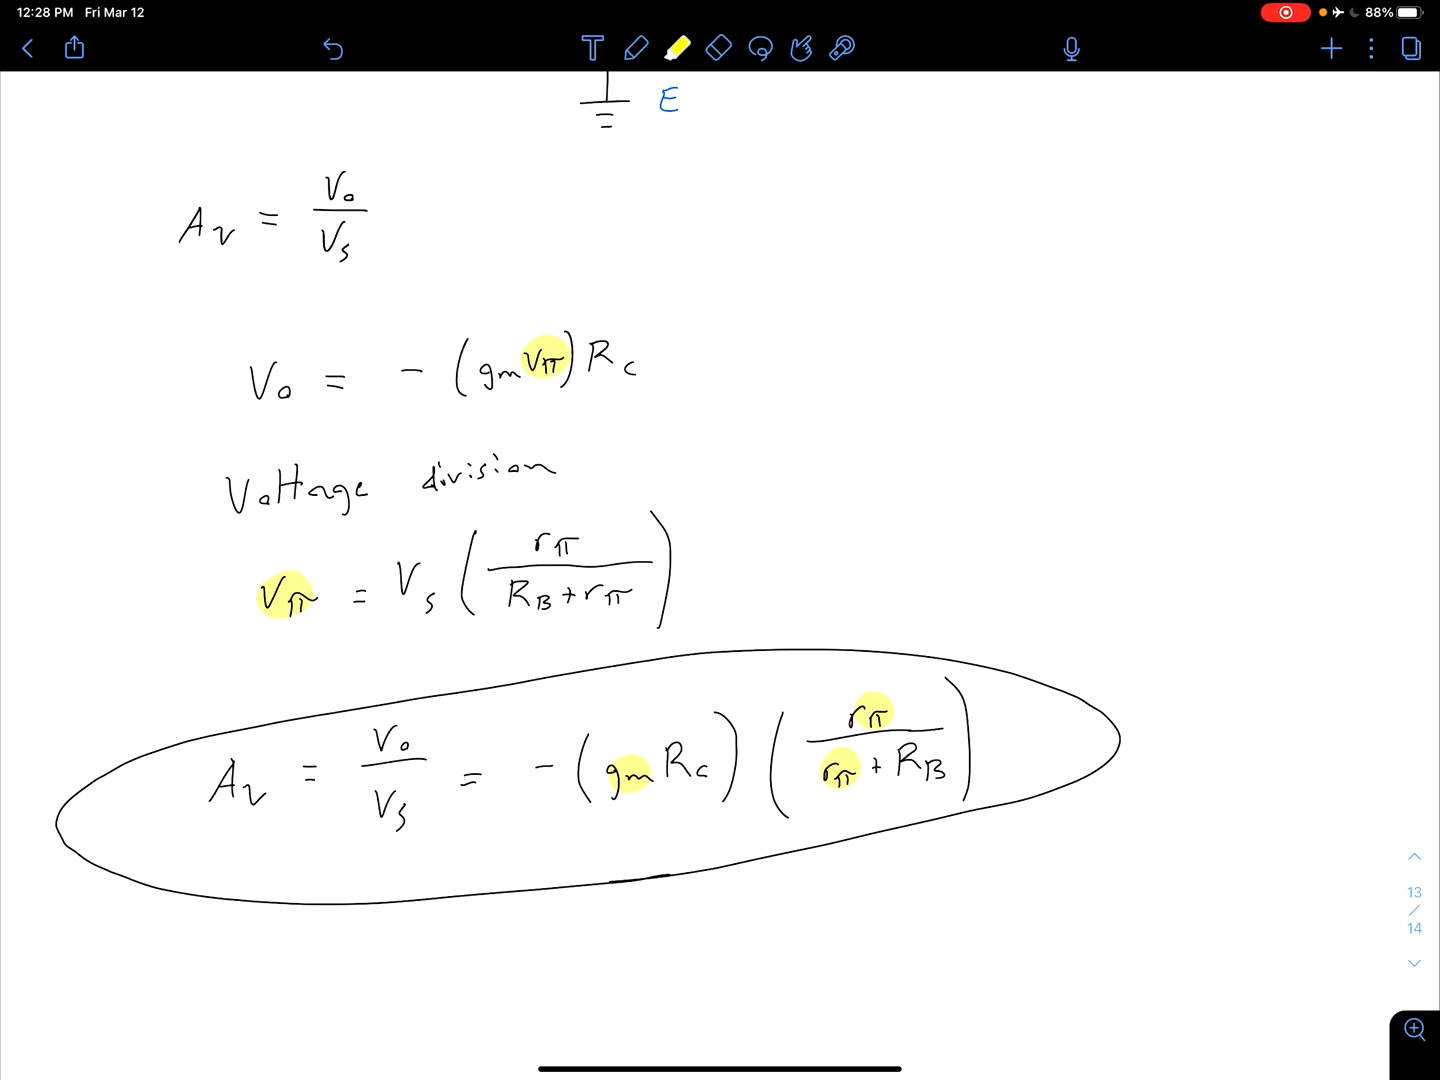 12:28 PM Fri Mar 12 88%
T
E
Av = Vo / Vs
Vo = - (gm Vπ) Rc
Voltage division
Vπ = Vs ( rπ / RB + rπ )
Av = Vo / Vs = - (gm Rc) ( rπ / rπ + RB )
13
/
14